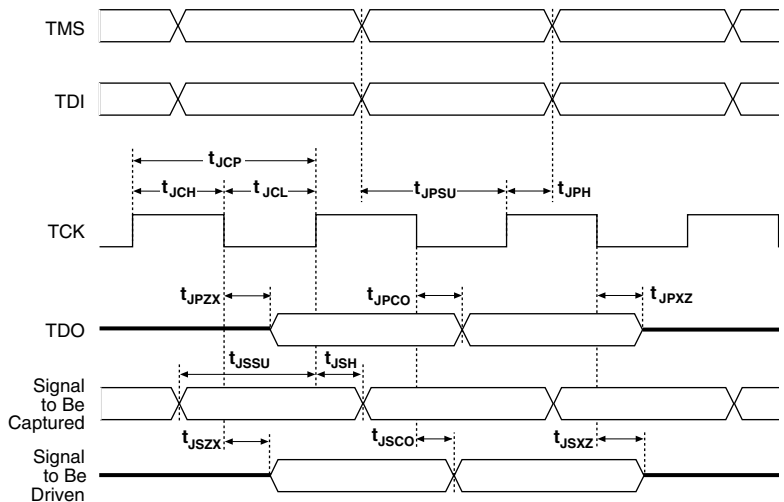 TMS
TDI
tJCP
tJCH
tJCL
tJPSU
tJPH
TCK
tJPZX
tJPCO
tJPXZ
TDO
tJSSU
tJSH
Signal
to Be
Captured
tJSZX
tJSCO
tJSXZ
Signal
to Be
Driven